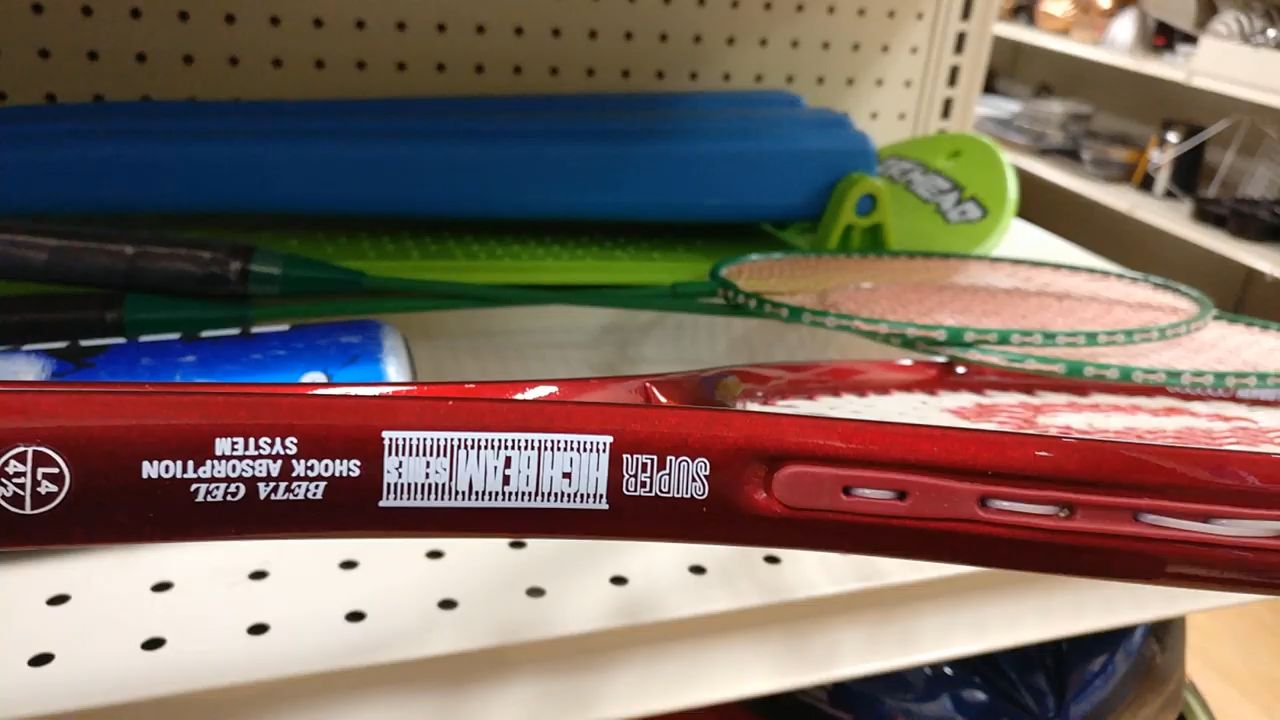 SUPER
HIGH BEAM
SERIES
BETA GEL
SHOCK ABSORPTION
SYSTEM
L4
4½